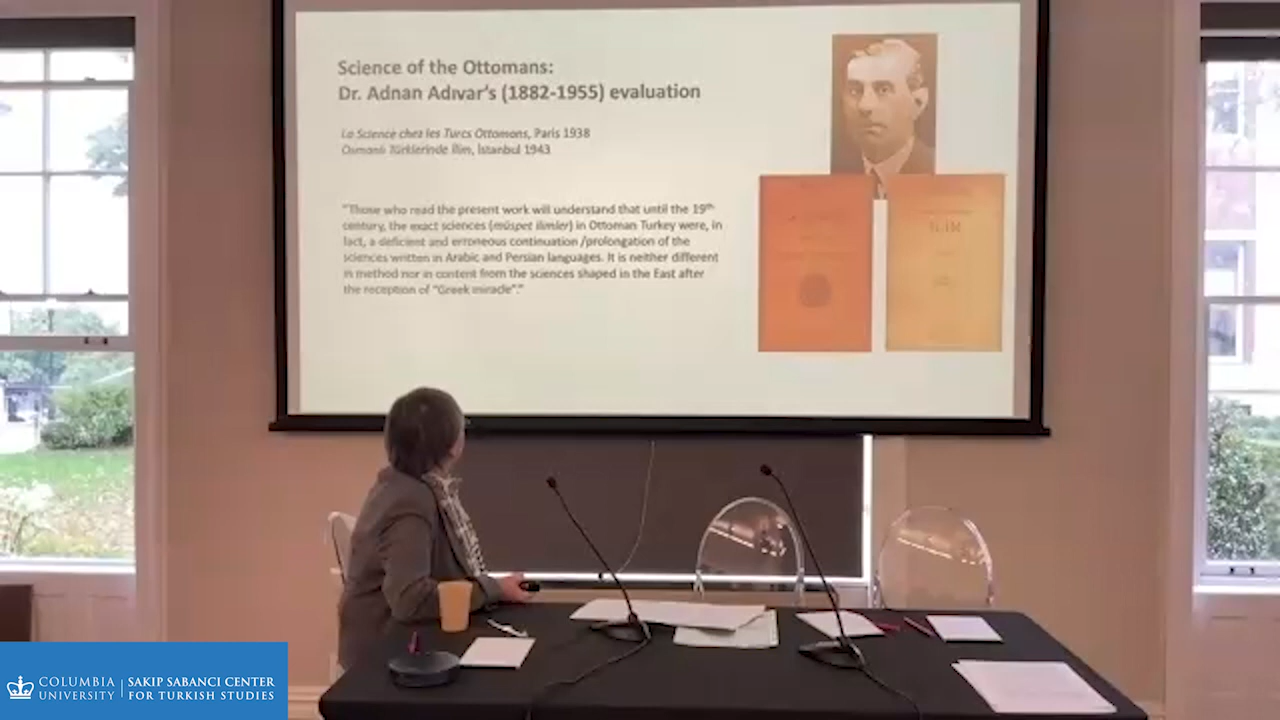 Science of the Ottomans:
Dr. Adnan Adıvar's (1882-1955) evaluation
La Science chez les Turcs Ottomans, Paris 1938
Osmanlı Türklerinde İlim, İstanbul 1943
"Those who read the present work will understand that until the 19th
century, the exact sciences (müspet ilimler) in Ottoman Turkey were, in
fact, a deficient and erroneous continuation /prolongation of the
sciences written in Arabic and Persian languages. It is neither different
in method nor in content from the sciences shaped in the East after
the reception of "Greek miracle"."
İLİM
COLUMBIA
UNIVERSITY
SAKIP SABANCI CENTER
FOR TURKISH STUDIES